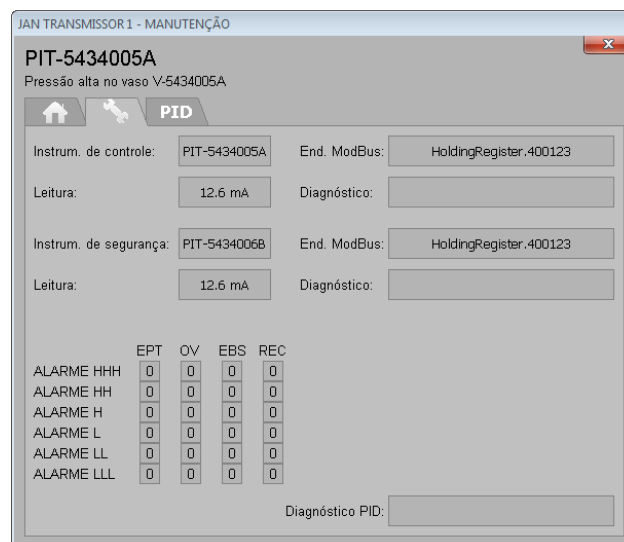 JAN TRANSMISSOR 1 - MANUTENÇÃO
x
PIT-5434005A
Pressão alta no vaso V-5434005A
PID
Instrum. de controle: PIT-5434005A End. ModBus: HoldingRegister.400123
Leitura: 12.6 mA Diagnóstico:
Instrum. de segurança: PIT-5434006B End. ModBus: HoldingRegister.400123
Leitura: 12.6 mA Diagnóstico:
EPT OV EBS REC
ALARME HHH 0 0 0 0
ALARME HH 0 0 0 0
ALARME H 0 0 0 0
ALARME L 0 0 0 0
ALARME LL 0 0 0 0
ALARME LLL 0 0 0 0
Diagnóstico PID: